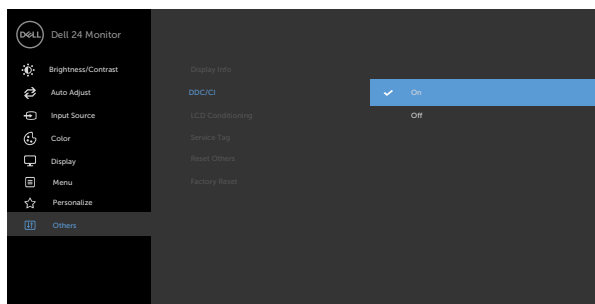 DELL
Dell 24 Monitor
Brightness/Contrast
Auto Adjust
Input Source
Color
Display
Menu
Personalize
Others
Display Info
DDC/CI
LCD Conditioning
Service Tag
Reset Others
Factory Reset
On
Off